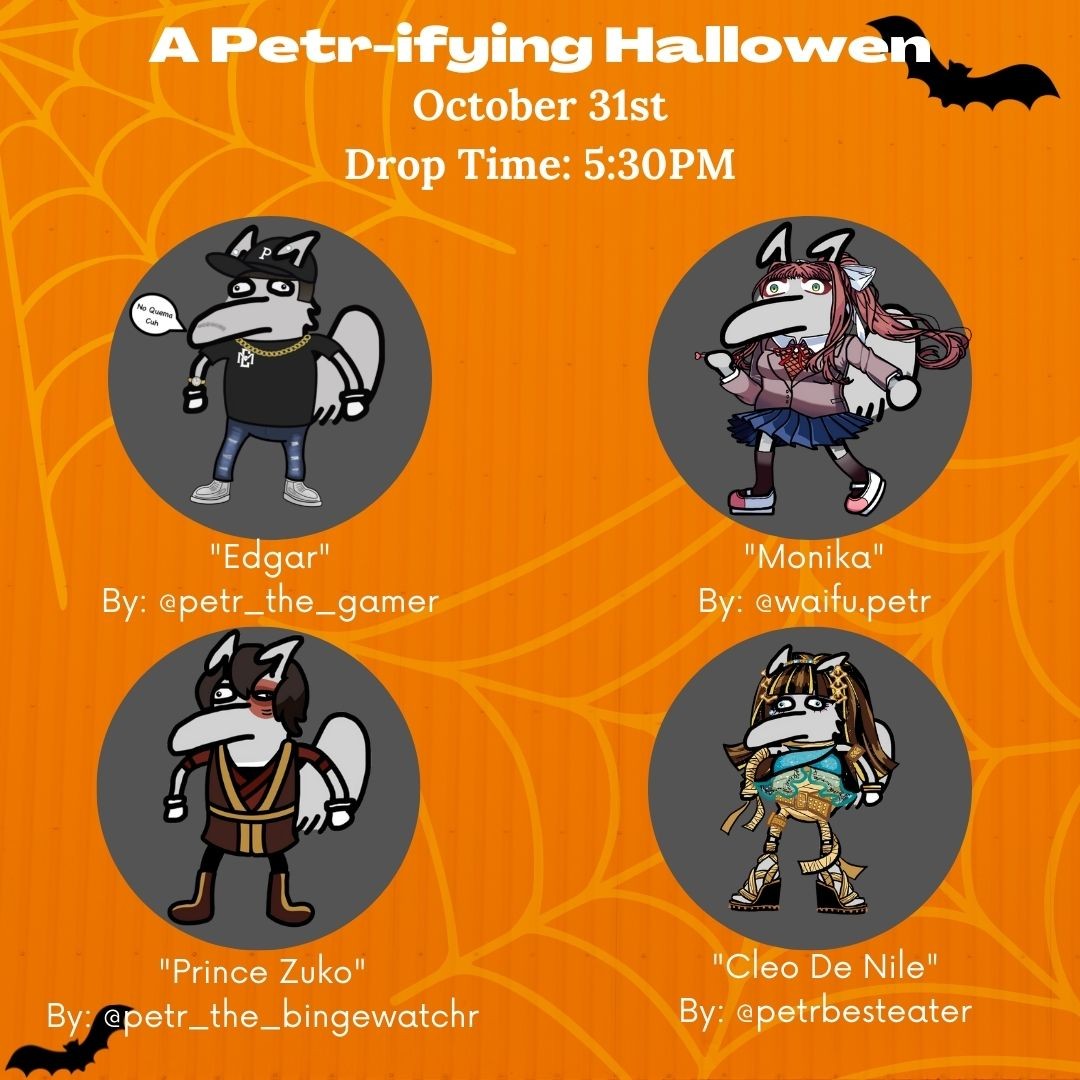 A Petr-ifying Hallowen
October 31st
Drop Time: 5:30PM
P
No Quema
Cuh
"Edgar"
By: @petr_the_gamer
"Monika"
By: @waifu.petr
"Prince Zuko"
By: @petr_the_bingewatchr
"Cleo De Nile"
By: @petrbesteater